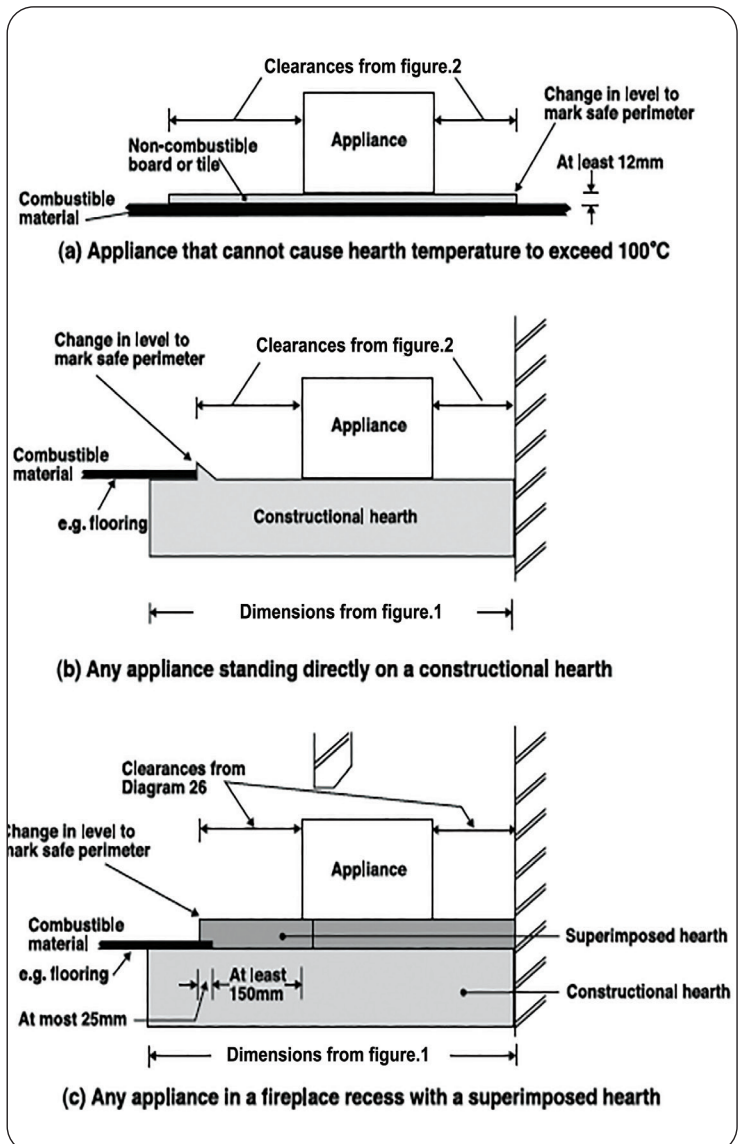 Clearances from figure.2
Change in level to
mark safe perimeter
Appliance
Non-combustible
board or tile
At least 12mm
Combustible
material
(a) Appliance that cannot cause hearth temperature to exceed 100°C
Change in level to
mark safe perimeter
Clearances from figure.2
Appliance
Combustible
material
e.g. flooring
Constructional hearth
Dimensions from figure.1
(b) Any appliance standing directly on a constructional hearth
Clearances from
Diagram 26
Change in level to
mark safe perimeter
Appliance
Combustible
material
Superimposed hearth
e.g. flooring
At least
150mm
Constructional hearth
At most 25mm
Dimensions from figure.1
(c) Any appliance in a fireplace recess with a superimposed hearth